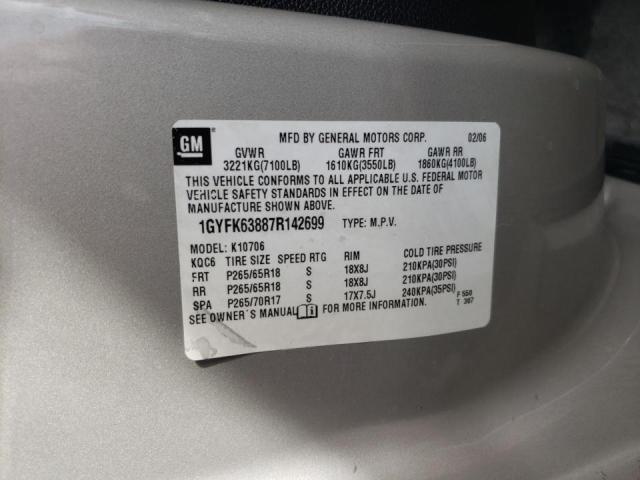 GM
MFD BY GENERAL MOTORS CORP. 02/06
GVWR GAWR FRT GAWR RR
3221KG(7100LB) 1610KG(3550LB) 1860KG(4100LB)
THIS VEHICLE CONFORMS TO ALL APPLICABLE U.S. FEDERAL MOTOR
VEHICLE SAFETY STANDARDS IN EFFECT ON THE DATE OF
MANUFACTURE SHOWN ABOVE.
1GYFK63887R142699 TYPE: M.P.V.
MODEL: K10706
KQC6 TIRE SIZE SPEED RTG RIM COLD TIRE PRESSURE
FRT P265/65R18 S 18X8J 210KPA(30PSI)
RR P265/65R18 S 18X8J 210KPA(30PSI)
SPA P265/70R17 S 17X7.5J 240KPA(35PSI) F 550
SEE OWNER´S MANUAL i FOR MORE INFORMATION. T 307